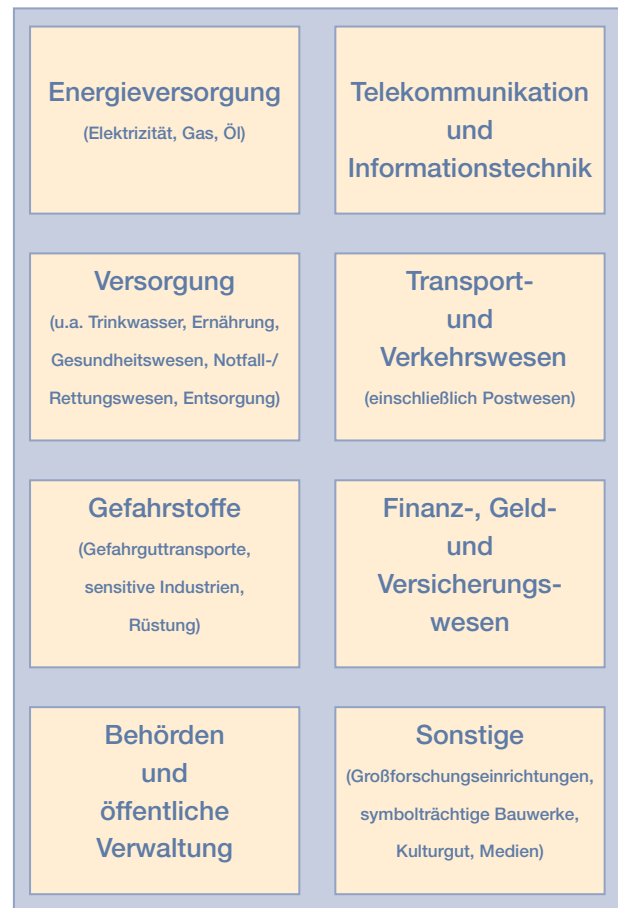 Energieversorgung
(Elektrizität, Gas, Öl)
Telekommunikation
und
Informationstechnik
Versorgung
(u.a. Trinkwasser, Ernährung,
Gesundheitswesen, Notfall-/
Rettungswesen, Entsorgung)
Transport-
und
Verkehrswesen
(einschließlich Postwesen)
Gefahrstoffe
(Gefahrguttransporte,
sensitive Industrien,
Rüstung)
Finanz-, Geld-
und
Versicherungs-
wesen
Behörden
und
öffentliche
Verwaltung
Sonstige
(Großforschungseinrichtungen,
symbolträchtige Bauwerke,
Kulturgut, Medien)